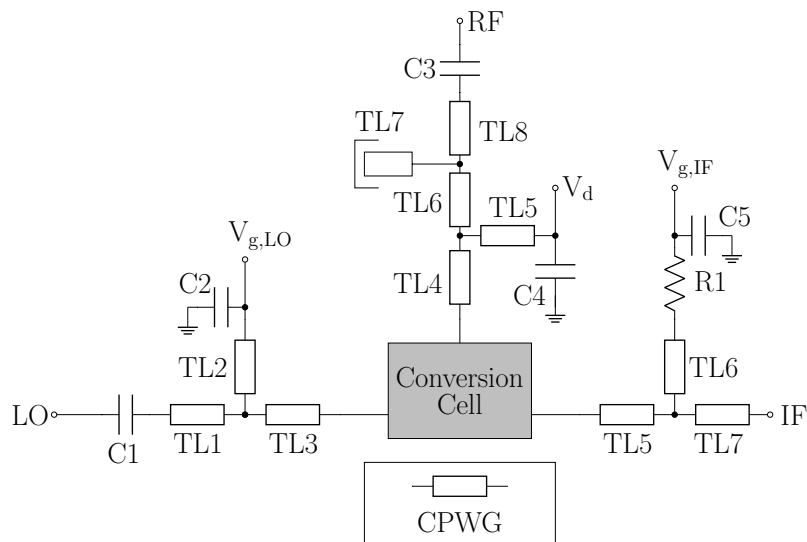 RF
C3
TL7
TL8
V_g,IF
TL6
TL5
V_d
C5
V_g,LO
C2
TL4
C4
R1
TL2
Conversion
Cell
TL6
LO
IF
C1
TL1
TL3
TL5
TL7
CPWG